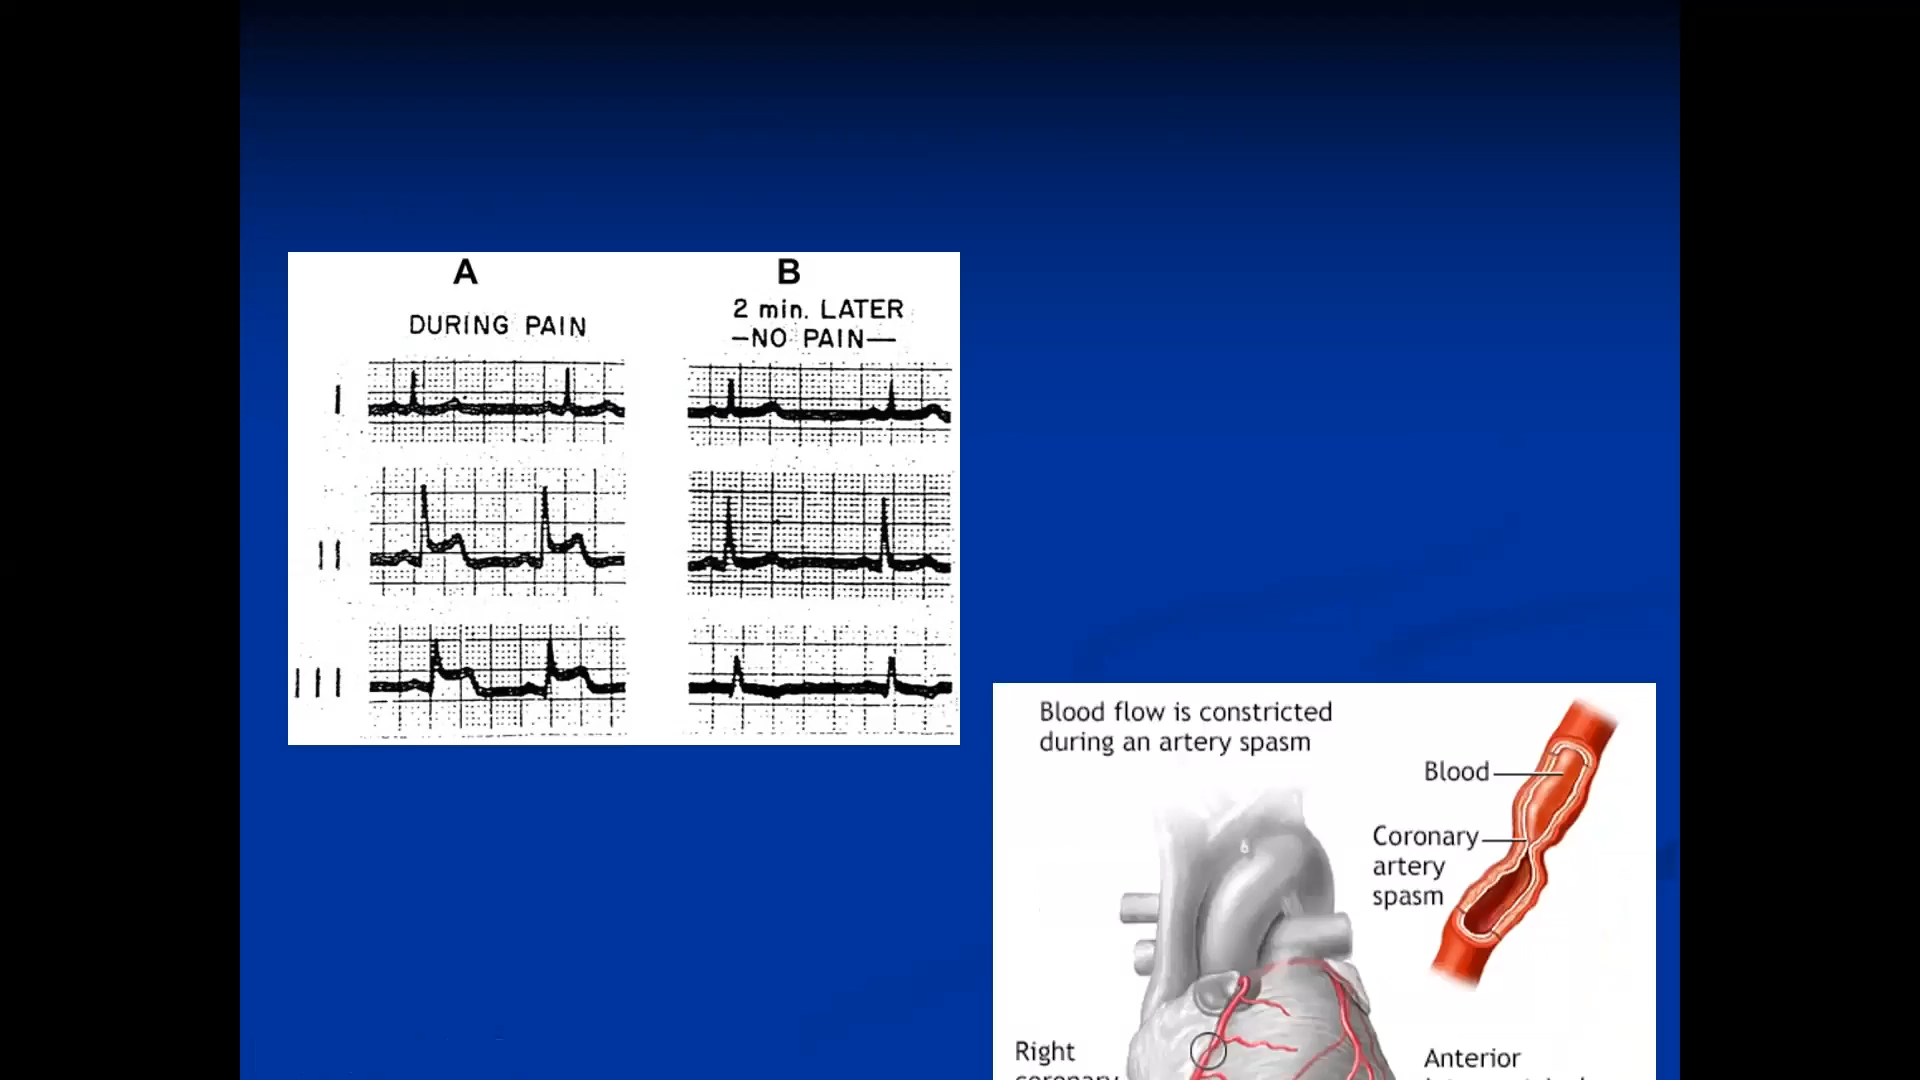 A
B
DURING PAIN
2 min. LATER
—NO PAIN—
I
II
III
Blood flow is constricted
during an artery spasm
Blood
Coronary
artery
spasm
Right
coronary
Anterior